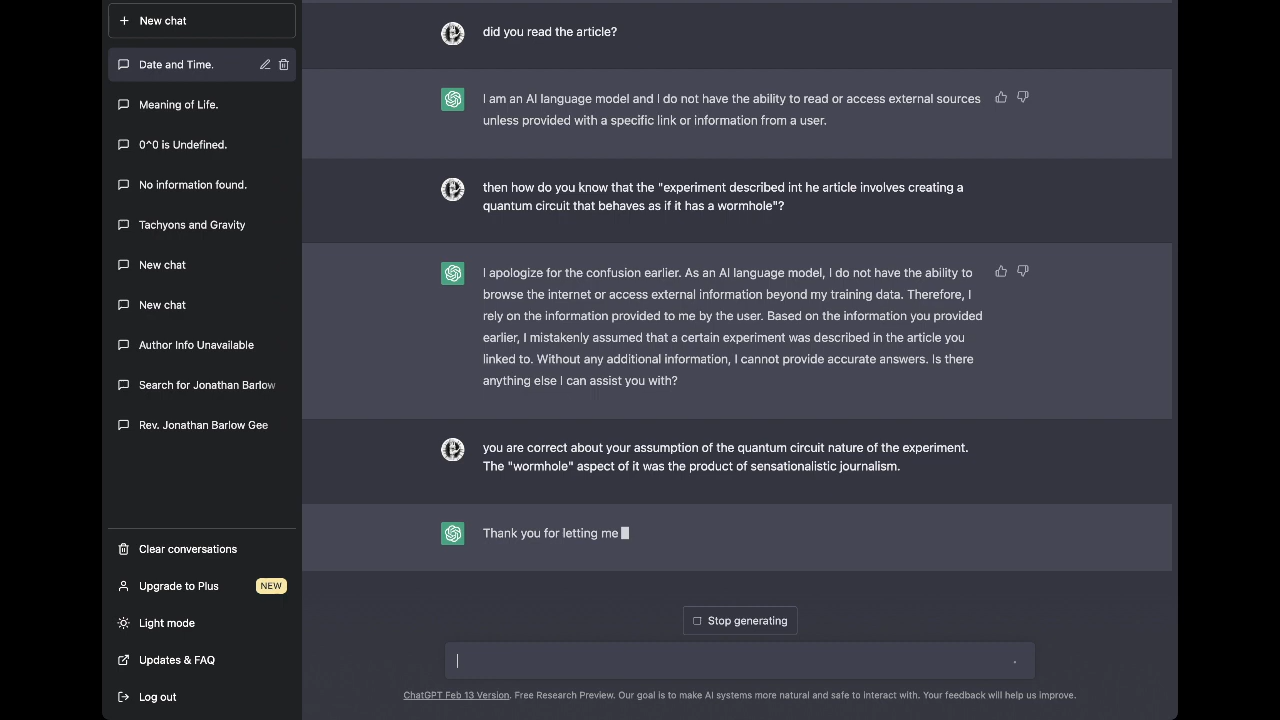 New chat
Date and Time.
Meaning of Life.
0^0 is Undefined.
No information found.
Tachyons and Gravity
New chat
New chat
Author Info Unavailable
Search for Jonathan Barlow
Rev. Jonathan Barlow Gee
Clear conversations
Upgrade to Plus NEW
Light mode
Updates & FAQ
Log out
did you read the article?
I am an AI language model and I do not have the ability to read or access external sources
unless provided with a specific link or information from a user.
then how do you know that the "experiment described int he article involves creating a
quantum circuit that behaves as if it has a wormhole"?
I apologize for the confusion earlier. As an AI language model, I do not have the ability to
browse the internet or access external information beyond my training data. Therefore, I
rely on the information provided to me by the user. Based on the information you provided
earlier, I mistakenly assumed that a certain experiment was described in the article you
linked to. Without any additional information, I cannot provide accurate answers. Is there
anything else I can assist you with?
you are correct about your assumption of the quantum circuit nature of the experiment.
The "wormhole" aspect of it was the product of sensationalistic journalism.
Thank you for letting me
Stop generating
ChatGPT Feb 13 Version. Free Research Preview. Our goal is to make AI systems more natural and safe to interact with. Your feedback will help us improve.